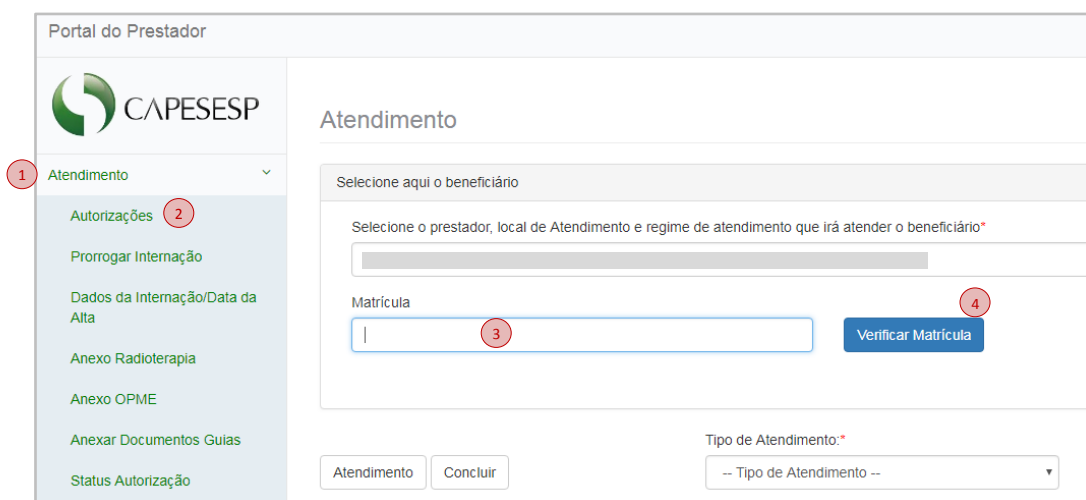 Portal do Prestador
CAPESESP
Atendimento
1
Atendimento
Selecione aqui o beneficiário
Autorizações
2
Selecione o prestador, local de Atendimento e regime de atendimento que irá atender o beneficiário*
Prorrogar Internação
Dados da Internação/Data da
Alta
Matrícula
4
3
Verificar Matrícula
Anexo Radioterapia
Anexo OPME
Anexar Documentos Guias
Tipo de Atendimento:*
Status Autorização
Atendimento
Concluir
-- Tipo de Atendimento --